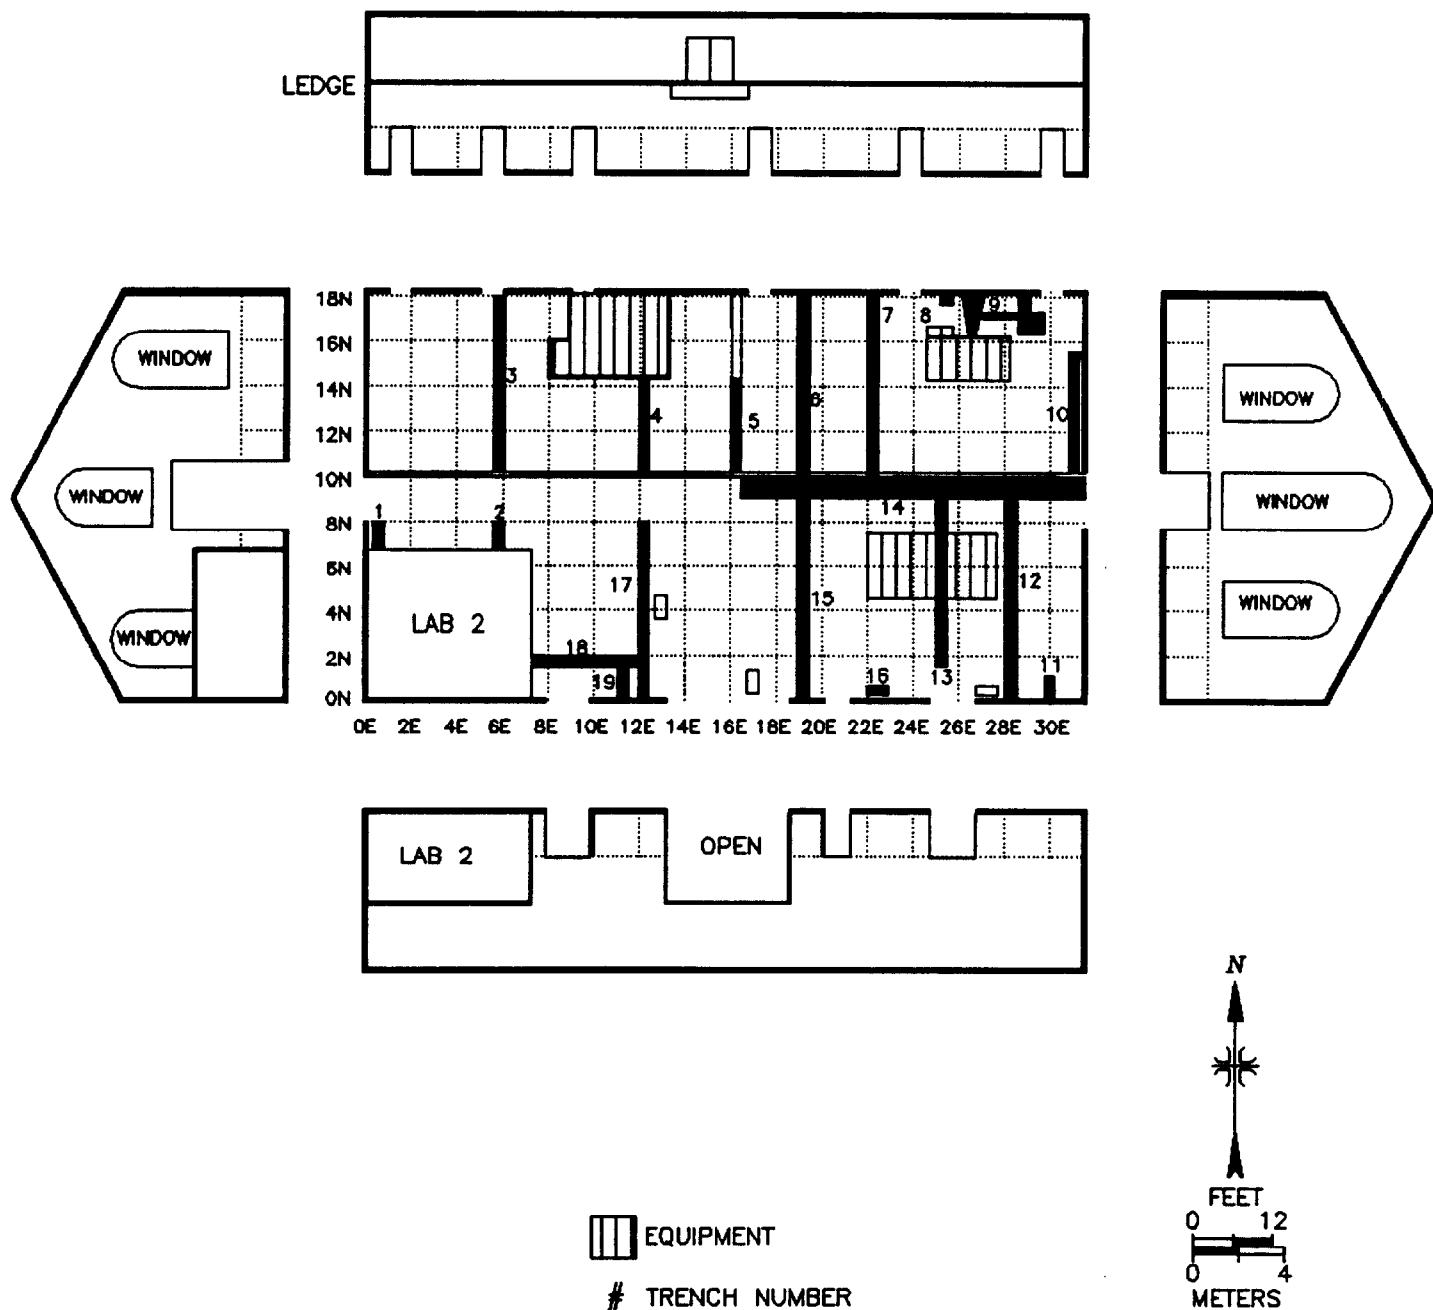 LEDGE
18N
16N
14N
12N
10N
8N
6N
4N
2N
0N
0E 2E 4E 6E 8E 10E 12E 14E 16E 18E 20E 22E 24E 26E 28E 30E
WINDOW
WINDOW
WINDOW
3
4
5
6
7
8
9
10
1
2
14
17
15
12
LAB 2
18
19
16
13
11
WINDOW
WINDOW
WINDOW
LAB 2
OPEN
N
FEET
0 12
0 4
METERS
EQUIPMENT
# TRENCH NUMBER